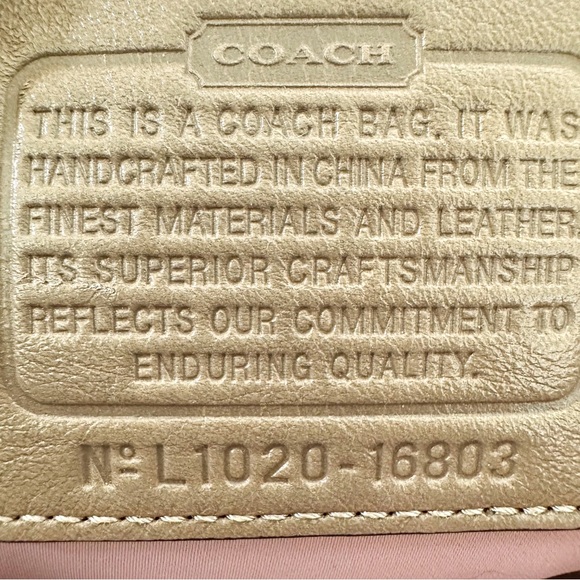 COACH
THIS IS A COACH BAG. IT WAS
HANDCRAFTED IN CHINA FROM THE
FINEST MATERIALS AND LEATHER.
ITS SUPERIOR CRAFTSMANSHIP
REFLECTS OUR COMMITMENT TO
ENDURING QUALITY.
Nº L1020-16803